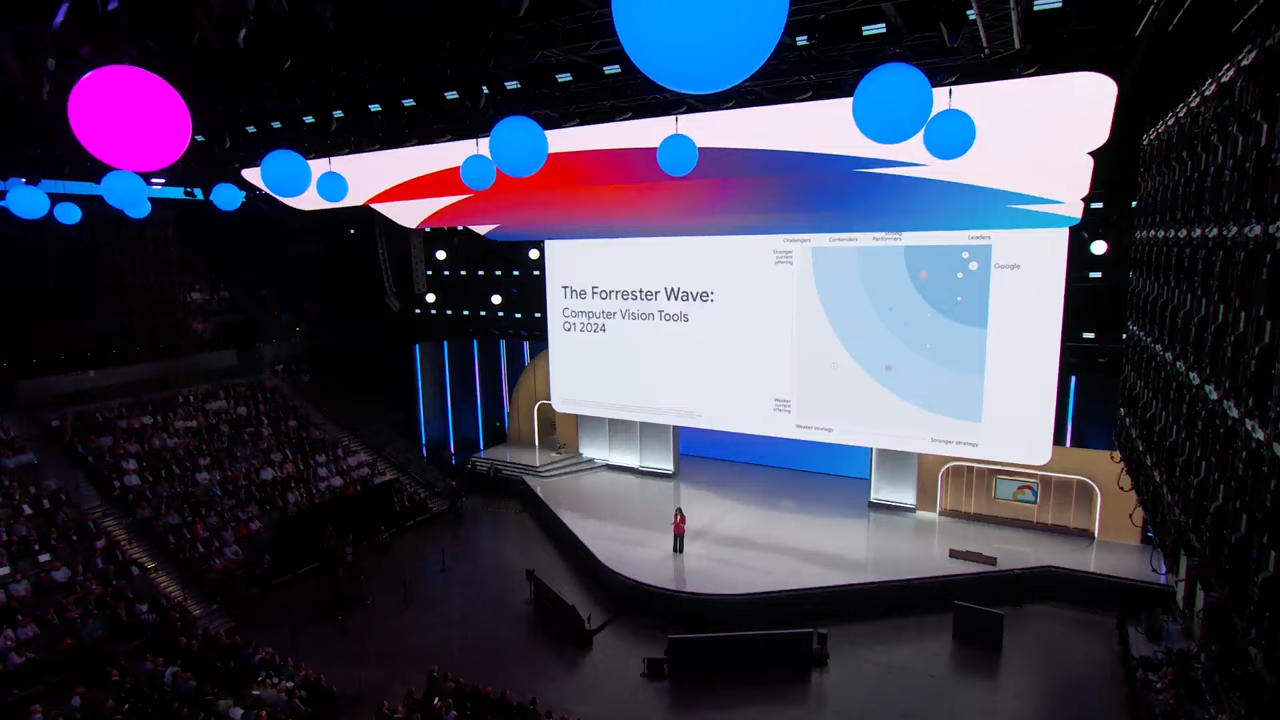 The Forrester Wave:
Computer Vision Tools
Q1 2024
Challengers
Contenders
Strong
Performers
Leaders
Stronger
current
offering
Google
Weaker
current
offering
Weaker strategy
Stronger strategy